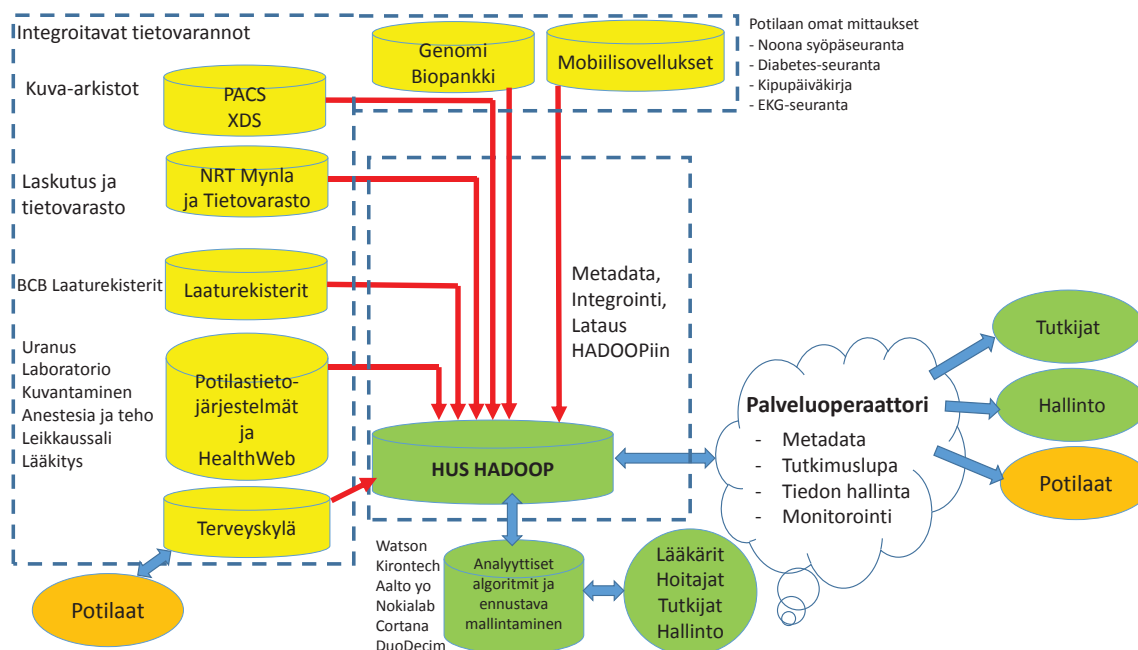 Integroitavat tietovarannot
Kuva-arkistot
PACS
XDS
Genomi
Biopankki
Mobiilisovellukset
Potilaan omat mittaukset
- Noona syöpäseuranta
- Diabetes-seuranta
- Kipupäiväkirja
- EKG-seuranta
Laskutus ja
tietovarasto
NRT Mynla
ja Tietovarasto
BCB Laaturekisterit
Laaturekisterit
Metadata,
Integrointi,
Lataus
HADOOPiin
Uranus
Laboratorio
Kuvantaminen
Anestesia ja teho
Leikkaussali
Lääkitys
Potilastieto-
järjestelmät
ja
HealthWeb
Terveyskylä
Potilaat
HUS HADOOP
Watson
Kirontech
Aalto yo
Nokialab
Cortana
DuoDecim
Analyyttiset
algoritmit ja
ennustava
mallintaminen
Lääkärit
Hoitajat
Tutkijat
Hallinto
Palveluoperaattori
- Metadata
- Tutkimuslupa
- Tiedon hallinta
- Monitorointi
Tutkijat
Hallinto
Potilaat